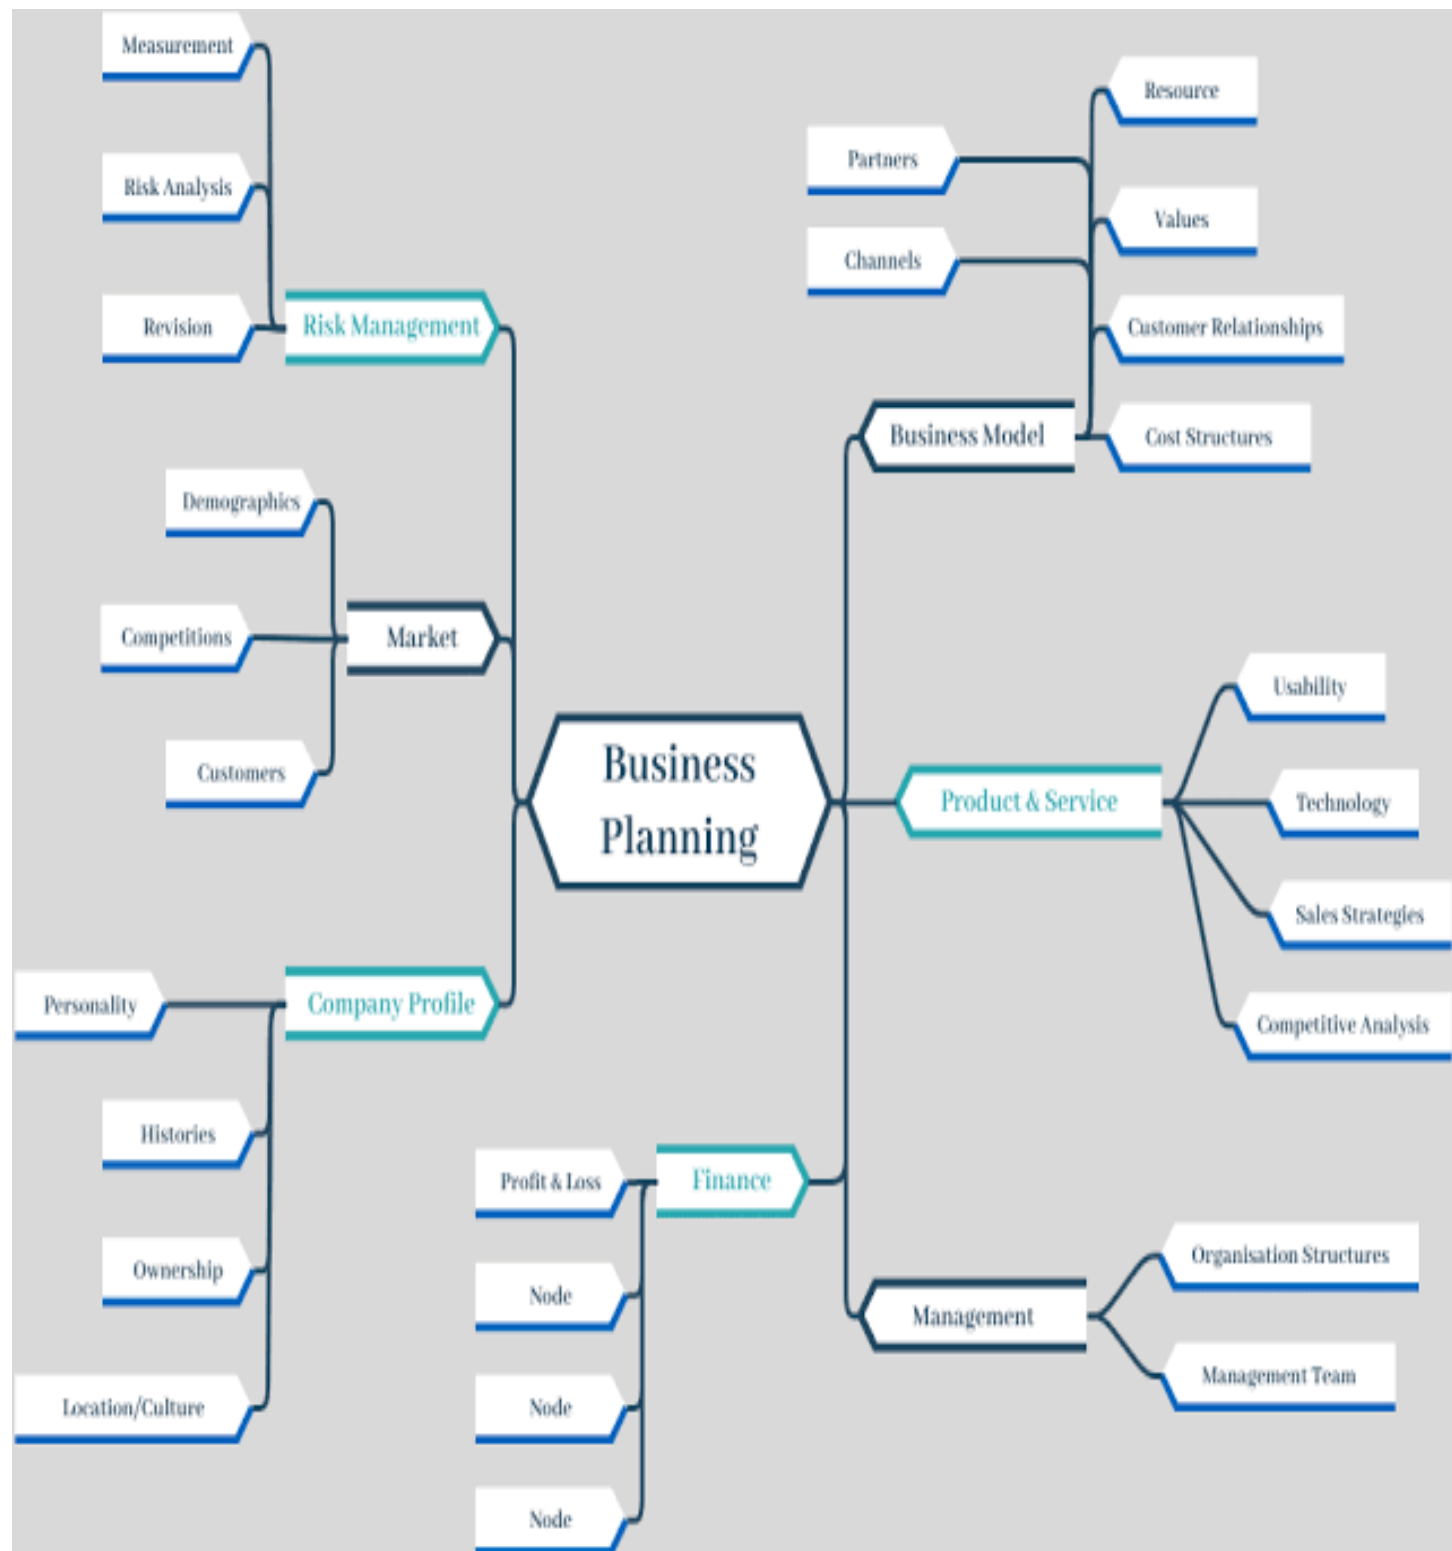 Measurement
Risk Analysis
Revision
Risk Management
Demographics
Competitions
Customers
Market
Business
Planning
Personality
Histories
Ownership
Location/Culture
Company Profile
Resource
Partners
Values
Channels
Customer Relationships
Cost Structures
Business Model
Usability
Technology
Sales Strategies
Competitive Analysis
Product & Service
Profit & Loss
Node
Node
Node
Finance
Organisation Structures
Management Team
Management